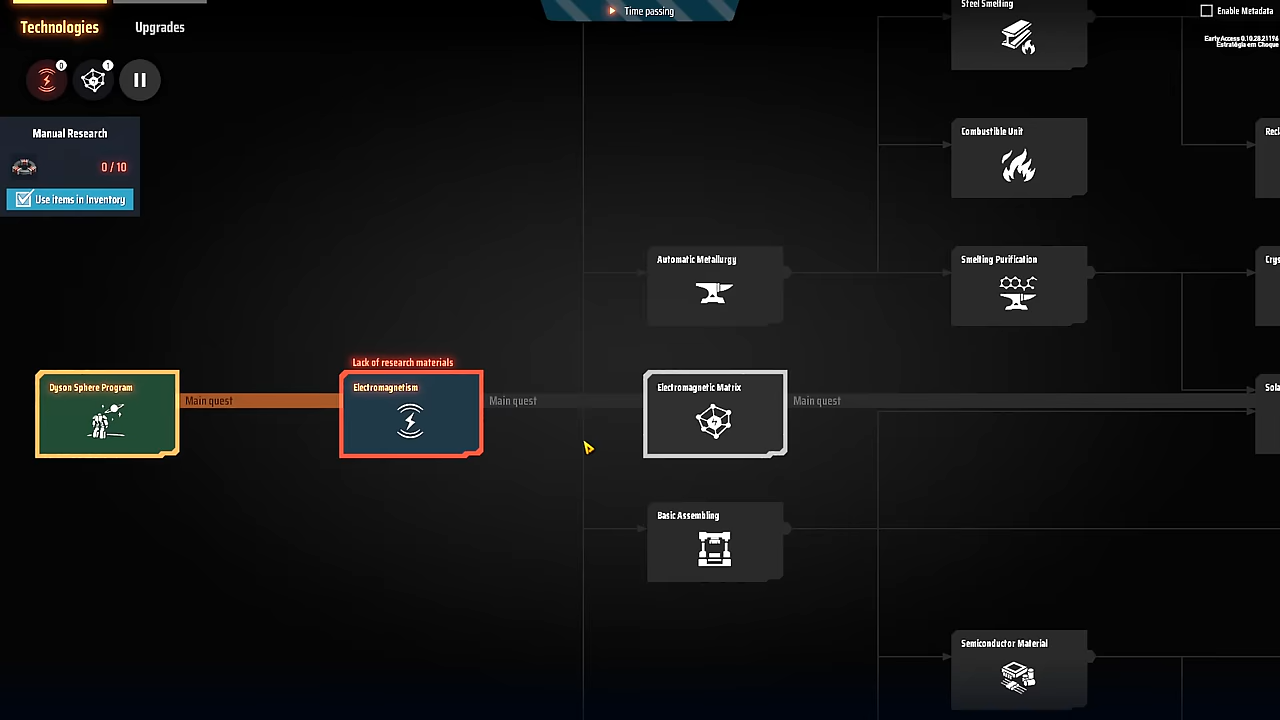 Technologies
Upgrades
Time passing
Enable Metadata
Early Access 0.10.28.21196
Estratégia em Choque
0
1
Manual Research
0 / 10
Use items in Inventory
Steel Smelting
Combustible Unit
Automatic Metallurgy
Smelting Purification
Lack of research materials
Dyson Sphere Program
Main quest
Electromagnetism
Main quest
Electromagnetic Matrix
Main quest
Basic Assembling
Semiconductor Material